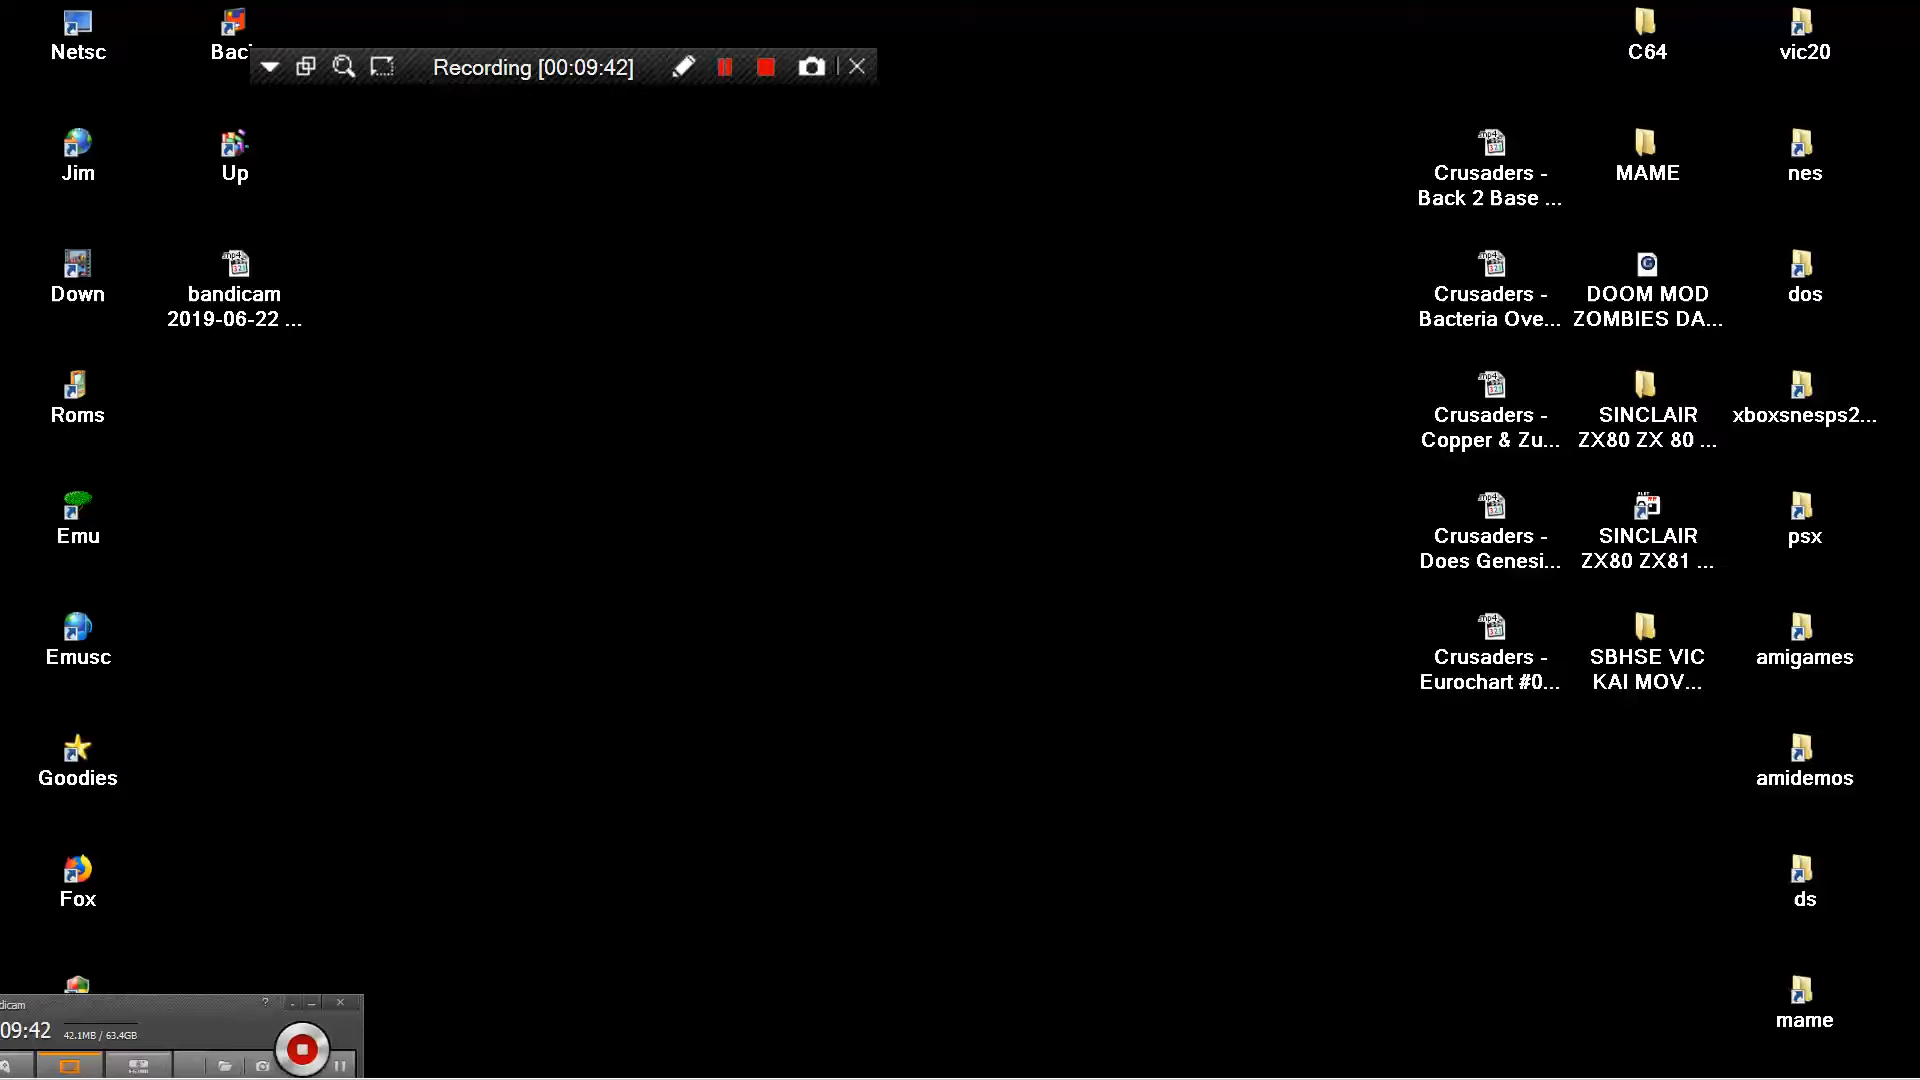 Netsc
Bac
Recording [00:09:42]
C64
vic20
Jim
Up
Crusaders -
Back 2 Base ...
MAME
nes
Down
bandicam
2019-06-22 ...
Crusaders -
Bacteria Ove...
DOOM MOD
ZOMBIES DA...
dos
Roms
Crusaders -
Copper & Zu...
SINCLAIR
ZX80 ZX 80 ...
xboxsnesps2...
Emu
Crusaders -
Does Genesi...
SINCLAIR
ZX80 ZX81 ...
psx
Emusc
Crusaders -
Eurochart #0...
SBHSE VIC
KAI MOV...
amigames
Goodies
amidemos
Fox
ds
mame
dicam
09:42
42.1MB / 63.4GB